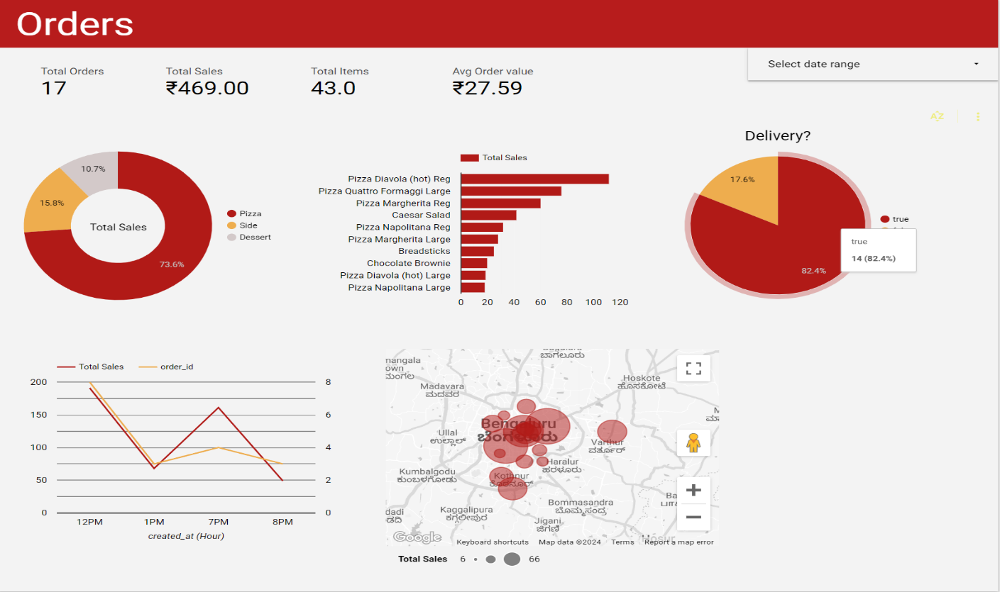 Orders
Select date range
Total Orders
17
Total Sales
₹469.00
Total Items
43.0
Avg Order value
₹27.59
10.7%
15.8%
73.6%
Total Sales
Pizza
Side
Dessert
Total Sales
Pizza Diavola (hot) Reg
Pizza Quattro Formaggi Large
Pizza Margherita Reg
Caesar Salad
Pizza Napolitana Reg
Pizza Margherita Large
Breadsticks
Chocolate Brownie
Pizza Diavola (hot) Large
Pizza Napolitana Large
0 20 40 60 80 100 120
AZ
Delivery?
17.6%
82.4%
true
true
14 (82.4%)
Total Sales order_id
200 8
150 6
100 4
50 2
0 0
12PM 1PM 7PM 8PM
created_at (Hour)
ಬಾಗಲೂರು
nangala
own
ಮಂಗಲ
Madavara
ಮದವರ
Hoskote
ಹೊಸಕೋಟೆ
Bengaluru
ಬೆಂಗಳೂರು
Ullal
ಉಲ್ಲಾಳ್
Varthur
ವರ್ತೂರ್
Haralur
ಹರಳೂರು
Kumbalgodu
ಕುಂಬಳಗೋಡು
Kothnur
ಕೊತನೂರ್
Bommasandra
ಬೊಮ್ಮಸಂದ್ರ
dadi
ಡದಿ
Kaggalipura
ಕಗ್ಗಲೀಪುರ
Jigani
ಜಿಗಣಿ
Hosur
Google
Keyboard shortcuts Map data ©2024 Terms Report a map error
Total Sales 6 66